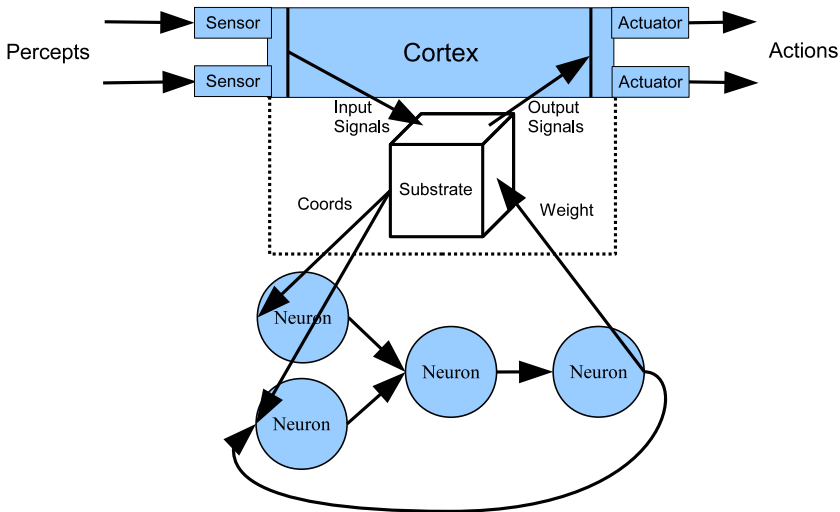 Sensor
Cortex
Actuator
Percepts
Actions
Sensor
Actuator
Input
Signals
Output
Signals
Substrate
Coords
Weight
Neuron
Neuron
Neuron
Neuron